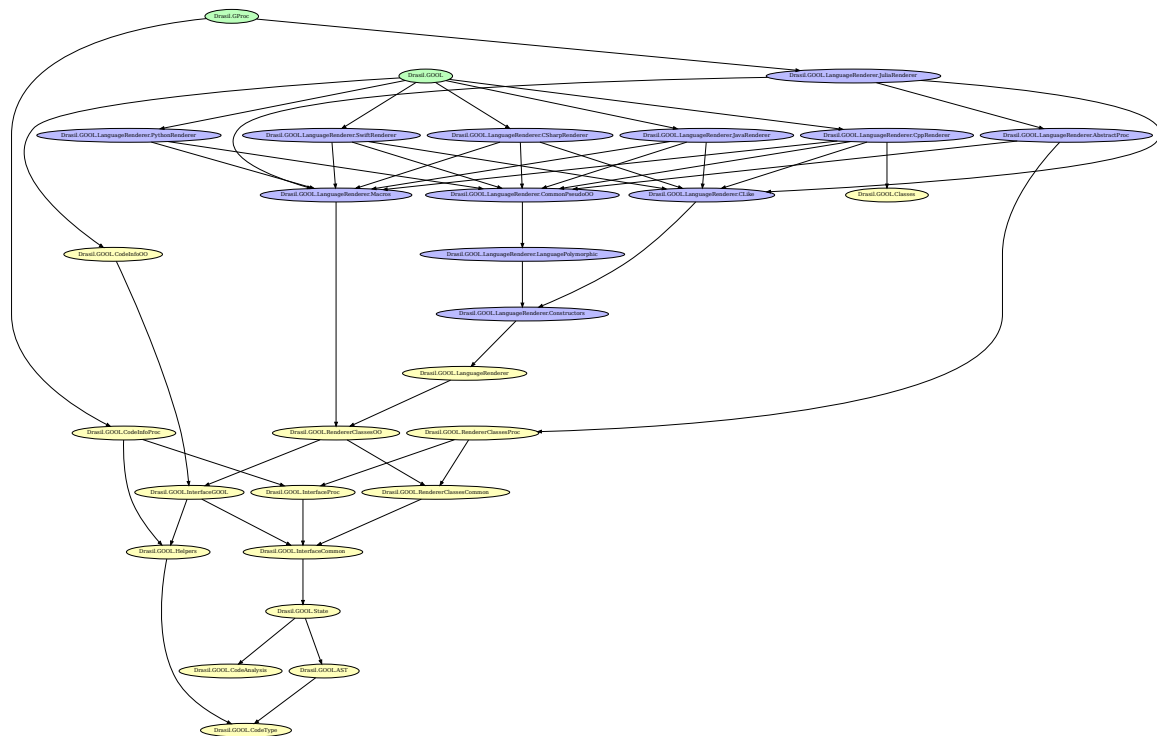 Drasil.GProc
Drasil.GOOL
Drasil.GOOL.LanguageRenderer.JuliaRenderer
Drasil.GOOL.LanguageRenderer.PythonRenderer
Drasil.GOOL.LanguageRenderer.SwiftRenderer
Drasil.GOOL.LanguageRenderer.CSharpRenderer
Drasil.GOOL.LanguageRenderer.JavaRenderer
Drasil.GOOL.LanguageRenderer.CppRenderer
Drasil.GOOL.LanguageRenderer.AbstractProc
Drasil.GOOL.LanguageRenderer.Macros
Drasil.GOOL.LanguageRenderer.CommonPseudoOO
Drasil.GOOL.LanguageRenderer.CLike
Drasil.GOOL.Classes
Drasil.GOOL.CodeInfoOO
Drasil.GOOL.LanguageRenderer.LanguagePolymorphic
Drasil.GOOL.LanguageRenderer.Constructors
Drasil.GOOL.LanguageRenderer
Drasil.GOOL.CodeInfoProc
Drasil.GOOL.RendererClassesOO
Drasil.GOOL.RendererClassesProc
Drasil.GOOL.InterfaceGOOL
Drasil.GOOL.InterfaceProc
Drasil.GOOL.RendererClassesCommon
Drasil.GOOL.Helpers
Drasil.GOOL.InterfaceCommon
Drasil.GOOL.State
Drasil.GOOL.CodeAnalysis
Drasil.GOOL.AST
Drasil.GOOL.CodeType